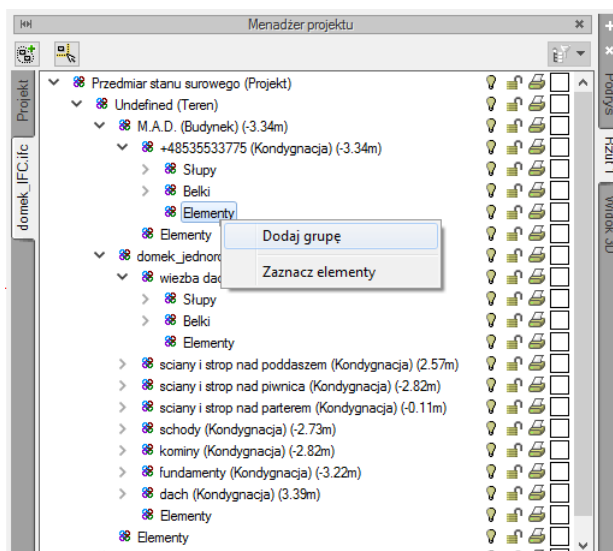 Menadżer projektu
Projekt
domek_IFC.ifc
Przedmiar stanu surowego (Projekt)
Undefined (Teren)
M.A.D. (Budynek) (-3.34m)
+48535533775 (Kondygnacja) (-3.34m)
Słupy
Belki
Elementy
Elementy
Dodaj grupę
Zaznacz elementy
domek_jednoro
wiezba dac
Słupy
Belki
Elementy
sciany i strop nad poddaszem (Kondygnacja) (2.57m)
sciany i strop nad piwnica (Kondygnacja) (-2.82m)
sciany i strop nad parterem (Kondygnacja) (-0.11m)
schody (Kondygnacja) (-2.73m)
kominy (Kondygnacja) (-2.82m)
fundamenty (Kondygnacja) (-3.22m)
dach (Kondygnacja) (3.39m)
Elementy
Elementy
Podrys
Rzut 1
Widok 3D